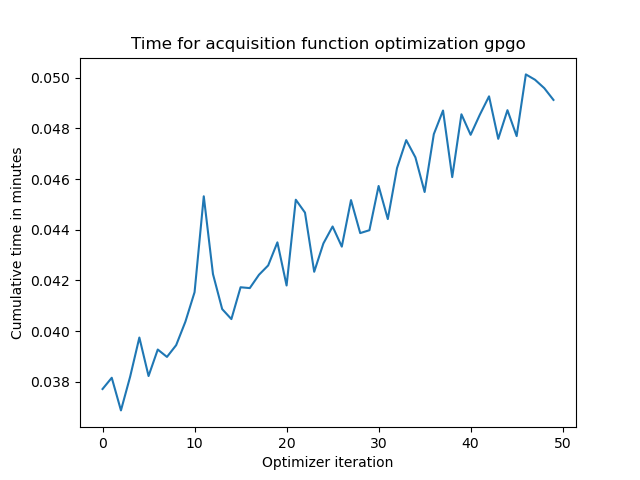 Time for acquisition function optimization gpgo
Cumulative time in minutes
0.050
0.048
0.046
0.044
0.042
0.040
0.038
0 10 20 30 40 50
Optimizer iteration